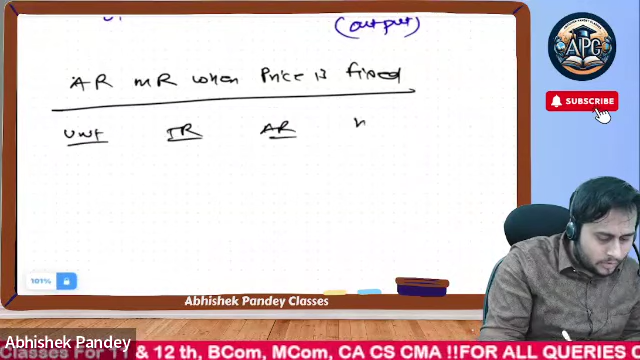 (output)
AR MR when Price is fixed
Unit TR AR
101%
APG
SUBSCRIBE
Abhishek Pandey Classes
Abhishek Pandey
Classes For 11 & 12 th, BCom, MCom, CA CS CMA !!FOR ALL QUERIES C